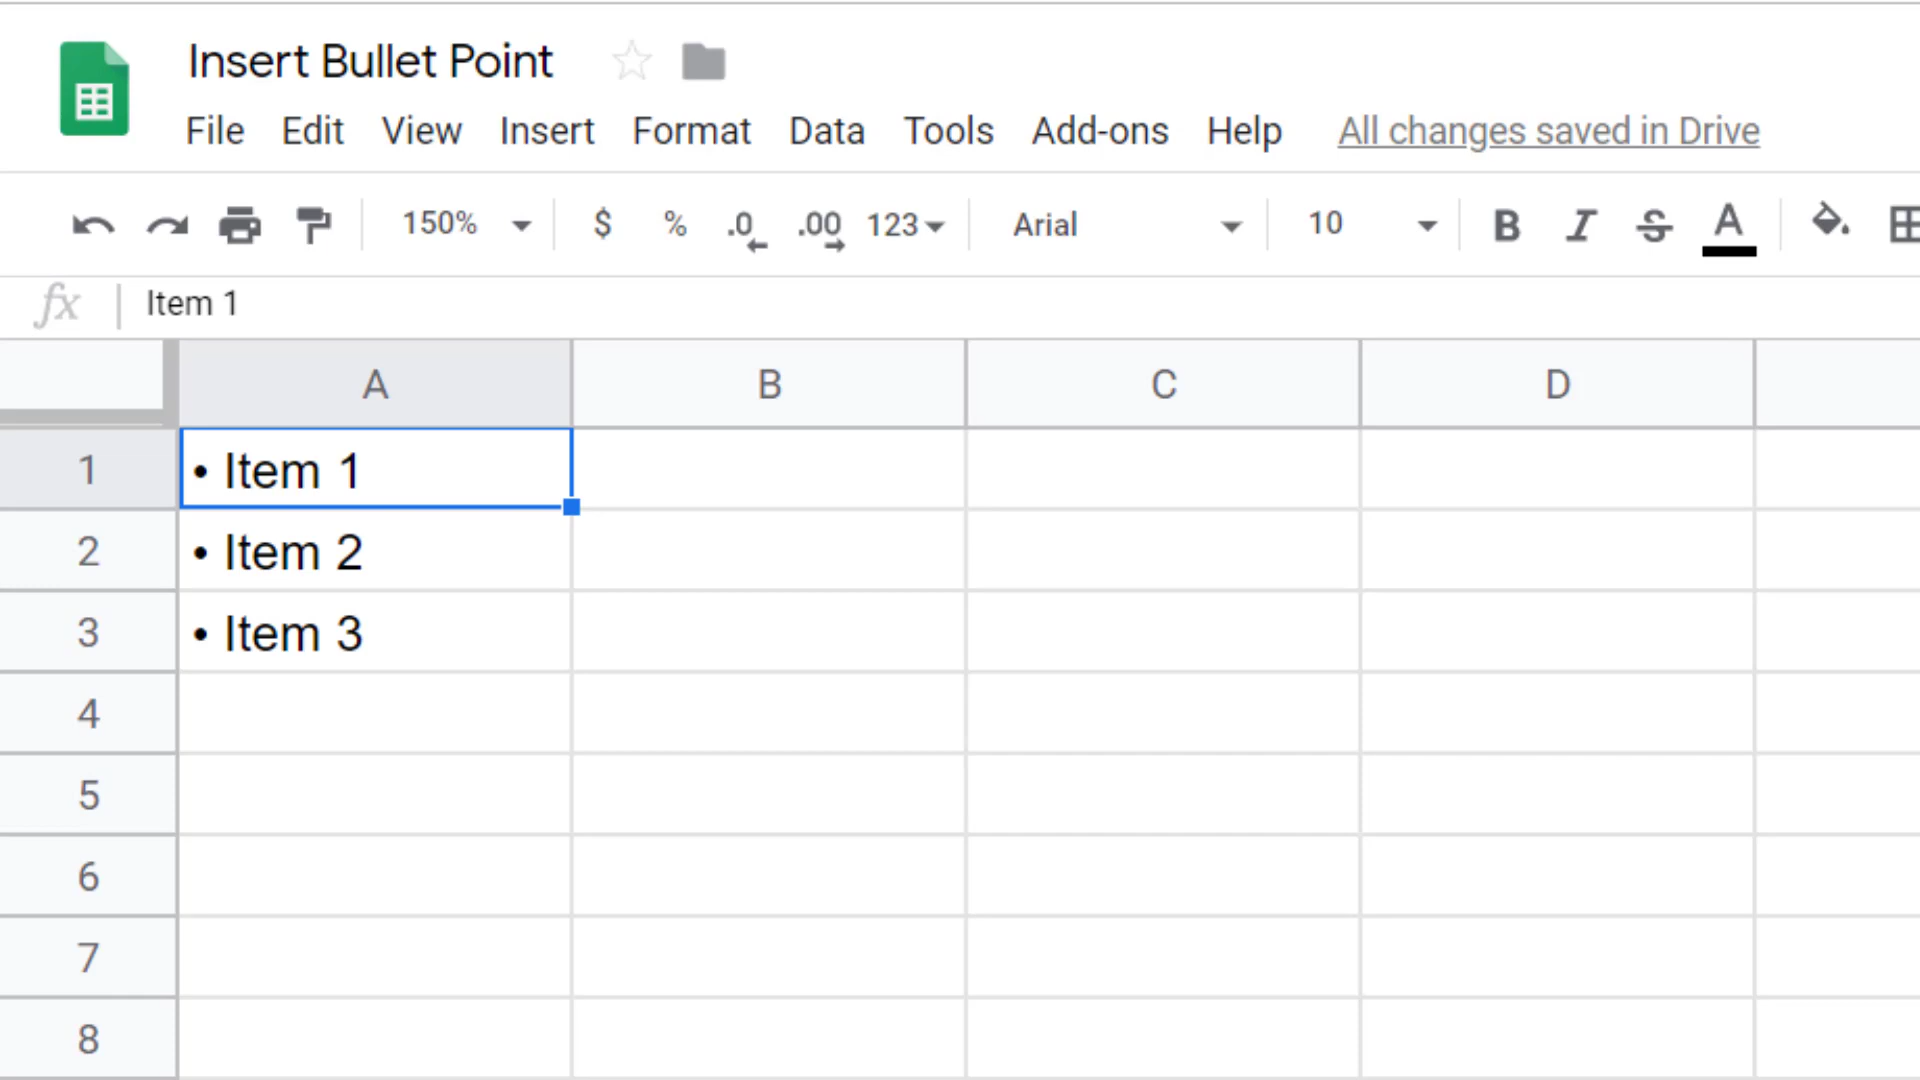 Insert Bullet Point
File Edit View Insert Format Data Tools Add-ons Help All changes saved in Drive
150% $ % .0 .00 123 Arial 10 B I S A
fx Item 1
A B C D
1 • Item 1
2 • Item 2
3 • Item 3
4
5
6
7
8